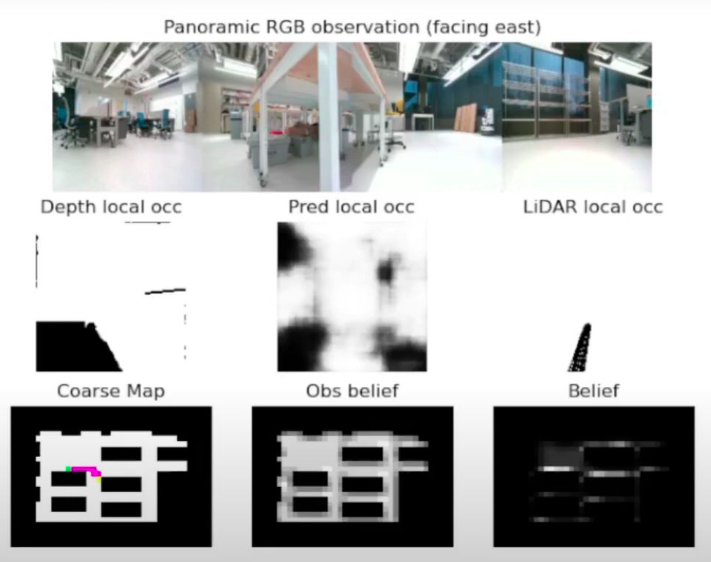 Panoramic RGB observation (facing east)
Depth local occ
Pred local occ
LiDAR local occ
Coarse Map
Obs belief
Belief